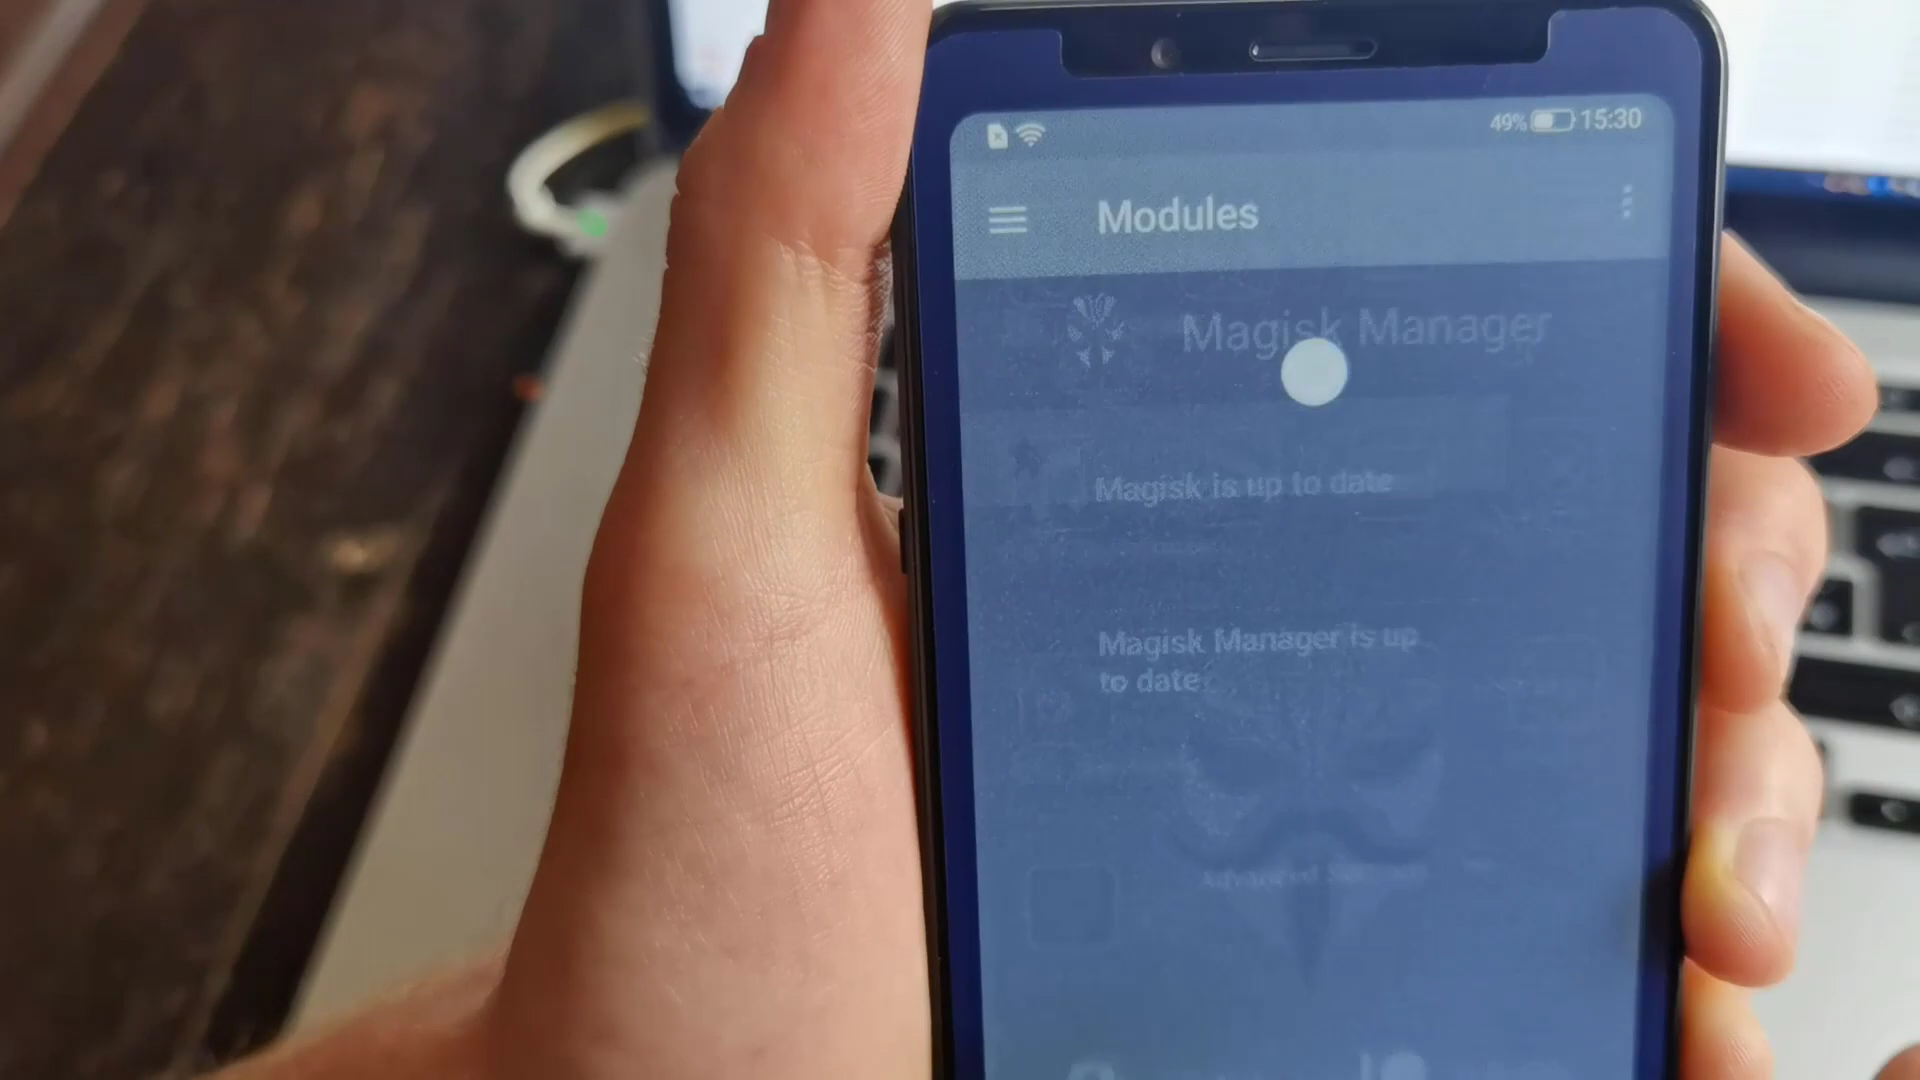 49% 15:30
Modules
Magisk Manager
Magisk is up to date
Magisk Manager is up
to date